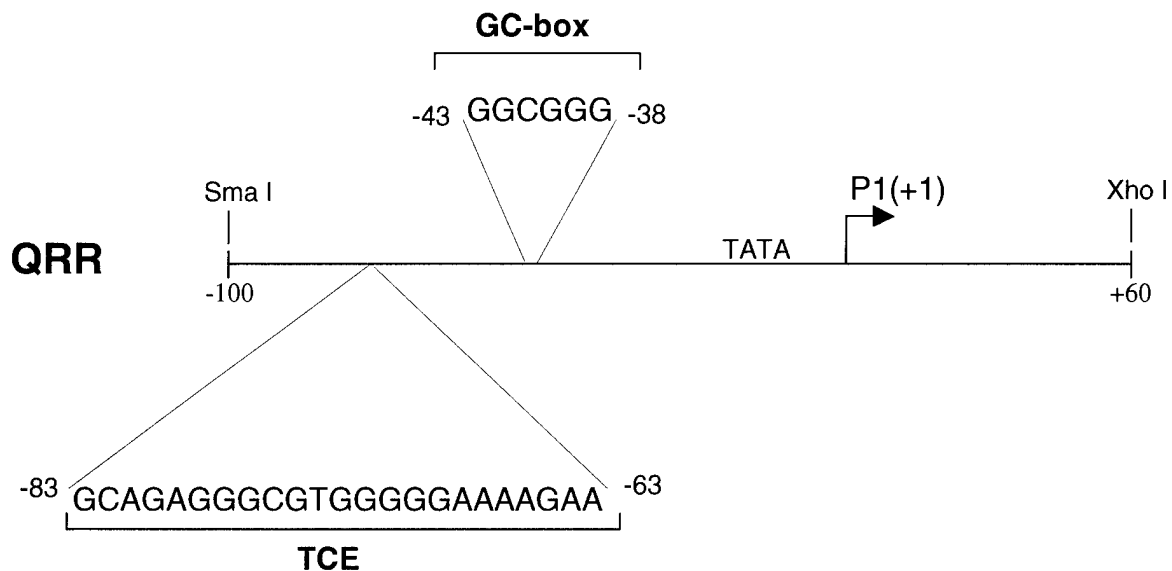 GC-box
-43 GGCGGG -38
Sma I
P1(+1)
Xho I
QRR
TATA
-100
+60
-83 GCAGAGGGCGTGGGGGAAAAGAA -63
TCE